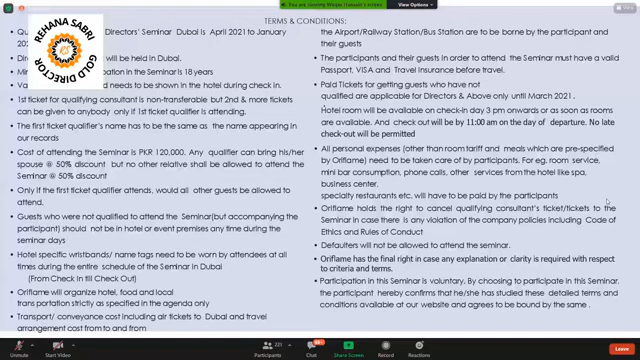 You are viewing
View Options
TERMS & CONDITIONS:
REHANA SABRI
GOLD DIRECTOR
RS
Directors' Seminar Dubai is April 2021 to January
will be held in Dubai.
in the Seminar is 18 years
needs to be shown in the hotel during check in.
1st ticket for qualifying consultant is non-transferable but 2nd & more tickets
can be given to anybody only if 1st ticket qualifier is attending.
The first ticket qualifier's name has to be the same as the name appearing in
our records
Cost of attending the Seminar is PKR 120,000. Any qualifier can bring his/her
spouse @ 50% discount but no other relative shall be allowed to attend the
Seminar @ 50% discount
Only if the first ticket qualifier attends, would all other guests be allowed to
attend.
Guests who were not qualified to attend the Seminar(but accompanying the
participant) should not be in hotel or event premises any time during the
seminar days
Hotel specific wristbands/ name tags need to be worn by attendees at all
times during the entire schedule of the Seminar in Dubai
(From Check in till Check Out)
Oriflame will organize hotel, food and local
transportation strictly as specified in the agenda only
Transport/ conveyance cost including air tickets to Dubai and travel
arrangement cost from to and from
the Airport/Railway Station/Bus Station are to be borne by the participant and
their guests
The participants and their guests in order to attend the Seminar must have a valid
Passport, VISA and Travel Insurance before travel.
Paid Tickets for getting guests who have not
qualified are applicable for Directors & Above only until March 2021.
Hotel room will be available on check-in day 3 pm onwards or as soon as rooms
are available. And check out will be by 11:00 am on the day of departure. No late
check-out will be permitted
All personal expenses (other than room tariff and meals which are pre-specified
by Oriflame) need to be taken care of by participants. For eg. room service,
mini bar consumption, phone calls, other services from the hotel like spa,
business center,
specialty restaurants etc. will have to be paid by the participants
Oriflame holds the right to cancel qualifying consultant's ticket/tickets to the
Seminar in case there is any violation of the company policies including Code of
Ethics and Rules of Conduct
Defaulters will not be allowed to attend the seminar.
Oriflame has the final right in case any explanation or clarity is required with respect
to criteria and terms.
Participation in this Seminar is voluntary. By choosing to participate in this Seminar,
the participant hereby confirms that he/she has studied these detailed terms and
conditions available at our website and agrees to be bound by the same.
Unmute
Start Video
221
Participants
Chat
Share Screen
Record
Reactions
Leave